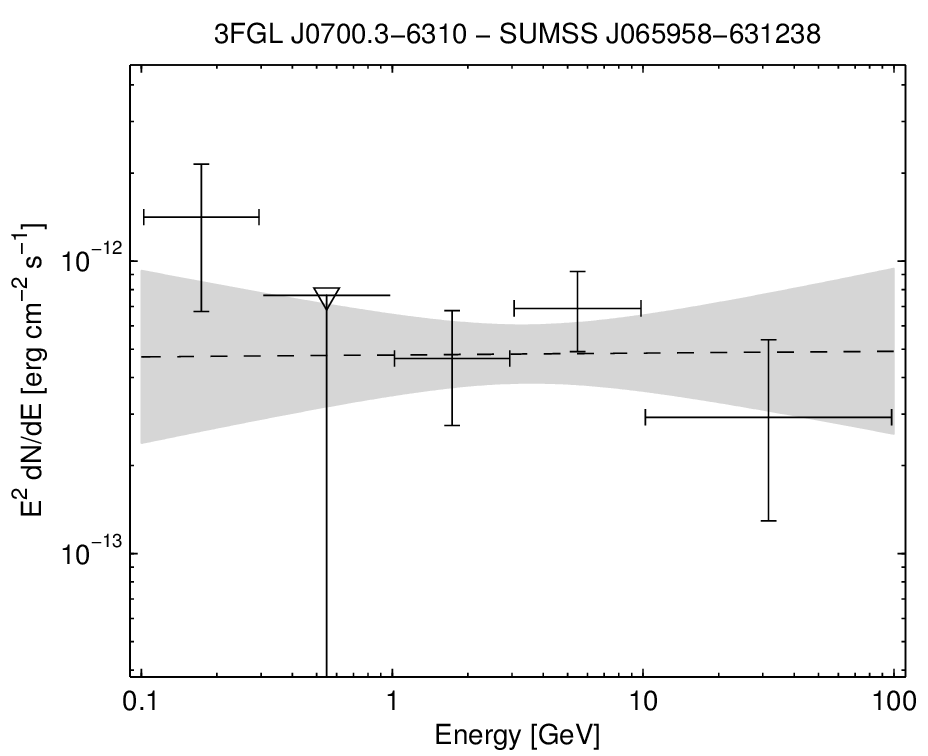 3FGL J0700.3−6310 − SUMSS J065958−631238
E² dN/dE [erg cm⁻² s⁻¹]
10⁻¹²
10⁻¹³
0.1 1 10 100
Energy [GeV]